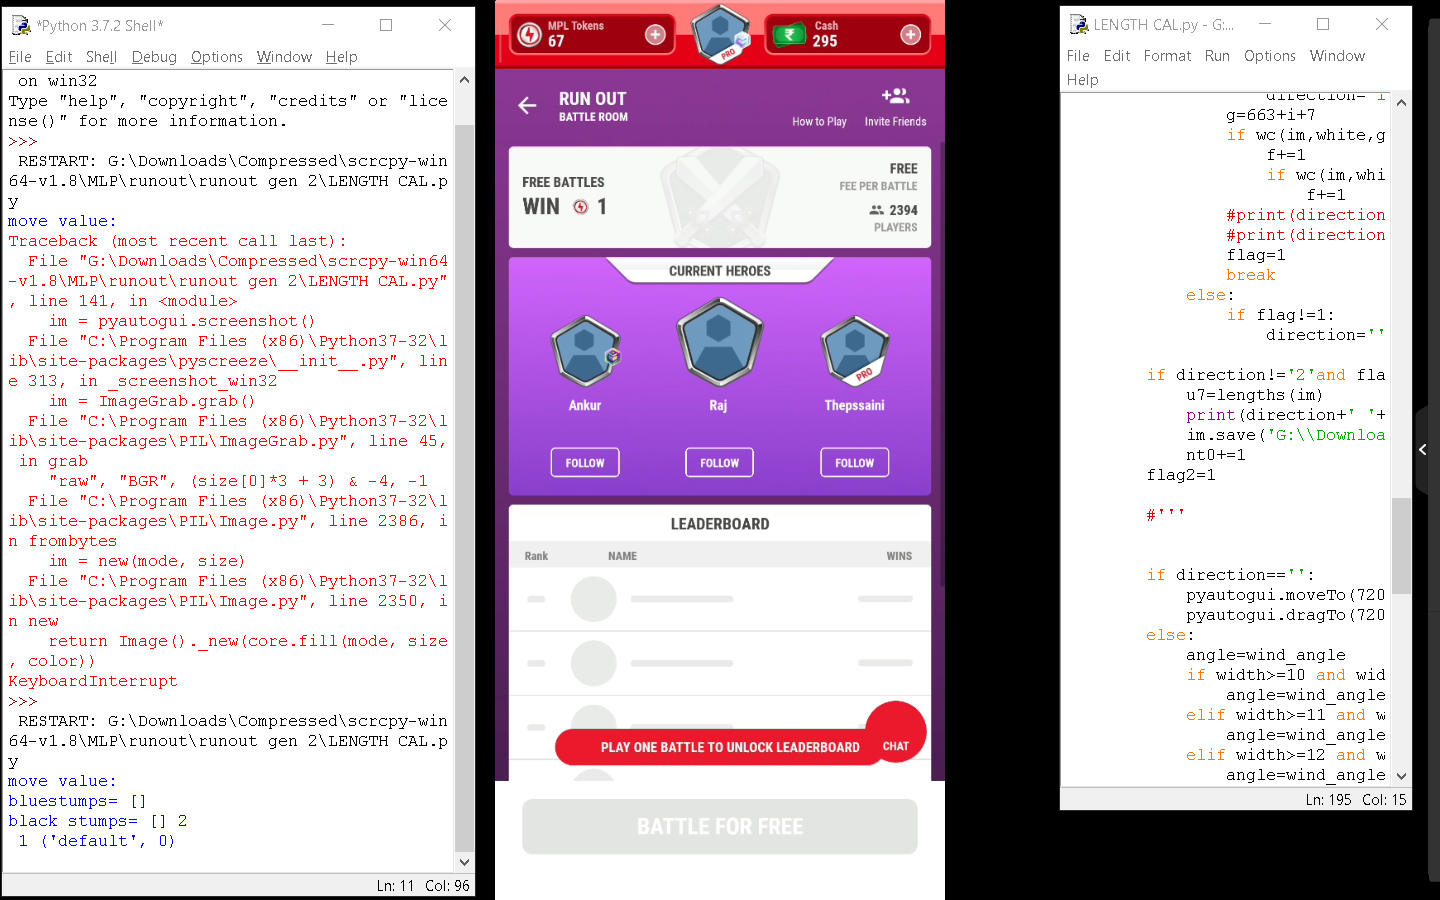 *Python 3.7.2 Shell*
File Edit Shell Debug Options Window Help
on win32
Type "help", "copyright", "credits" or "lice
nse()" for more information.
>>>
RESTART: G:\Downloads\Compressed\scrcpy-win
64-v1.8\MLP\runout\runout gen 2\LENGTH CAL.p
y
move value:
Traceback (most recent call last):
File "G:\Downloads\Compressed\scrcpy-win64
-v1.8\MLP\runout\runout gen 2\LENGTH CAL.py"
, line 141, in <module>
im = pyautogui.screenshot()
File "C:\Program Files (x86)\Python37-32\l
ib\site-packages\pyscreeze\__init__.py", lin
e 313, in _screenshot_win32
im = ImageGrab.grab()
File "C:\Program Files (x86)\Python37-32\l
ib\site-packages\PIL\ImageGrab.py", line 45,
in grab
"raw", "BGR", (size[0]*3 + 3) & -4, -1
File "C:\Program Files (x86)\Python37-32\l
ib\site-packages\PIL\Image.py", line 2386, i
n frombytes
im = new(mode, size)
File "C:\Program Files (x86)\Python37-32\l
ib\site-packages\PIL\Image.py", line 2350, i
n new
return Image()._new(core.fill(mode, size
, color))
KeyboardInterrupt
>>>
RESTART: G:\Downloads\Compressed\scrcpy-win
64-v1.8\MLP\runout\runout gen 2\LENGTH CAL.p
y
move value:
bluestumps= []
black stumps= [] 2
1 ('default', 0)
Ln: 11 Col: 96
MPL Tokens
67
PRO
Cash
295
RUN OUT
BATTLE ROOM
How to Play
Invite Friends
FREE BATTLES
WIN 1
FREE
FEE PER BATTLE
2394
PLAYERS
CURRENT HEROES
PRO
Ankur Raj Thepssaini
FOLLOW FOLLOW FOLLOW
LEADERBOARD
Rank NAME WINS
PLAY ONE BATTLE TO UNLOCK LEADERBOARD
CHAT
BATTLE FOR FREE
LENGTH CAL.py - G:...
File Edit Format Run Options Window
Help
direction='l
g=663+i+7
if wc(im,white,g
f+=1
if wc(im,whi
f+=1
#print(direction
#print(direction
flag=1
break
else:
if flag!=1:
direction=''
if direction!='2'and fla
u7=lengths(im)
print(direction+' '+
im.save('G:\\Downloa
nt0+=1
flag2=1
#'''
if direction=='':
pyautogui.moveTo(720
pyautogui.dragTo(720
else:
angle=wind_angle
if width>=10 and wid
angle=wind_angle
elif width>=11 and w
angle=wind_angle
elif width>=12 and w
angle=wind_angle
Ln: 195 Col: 15